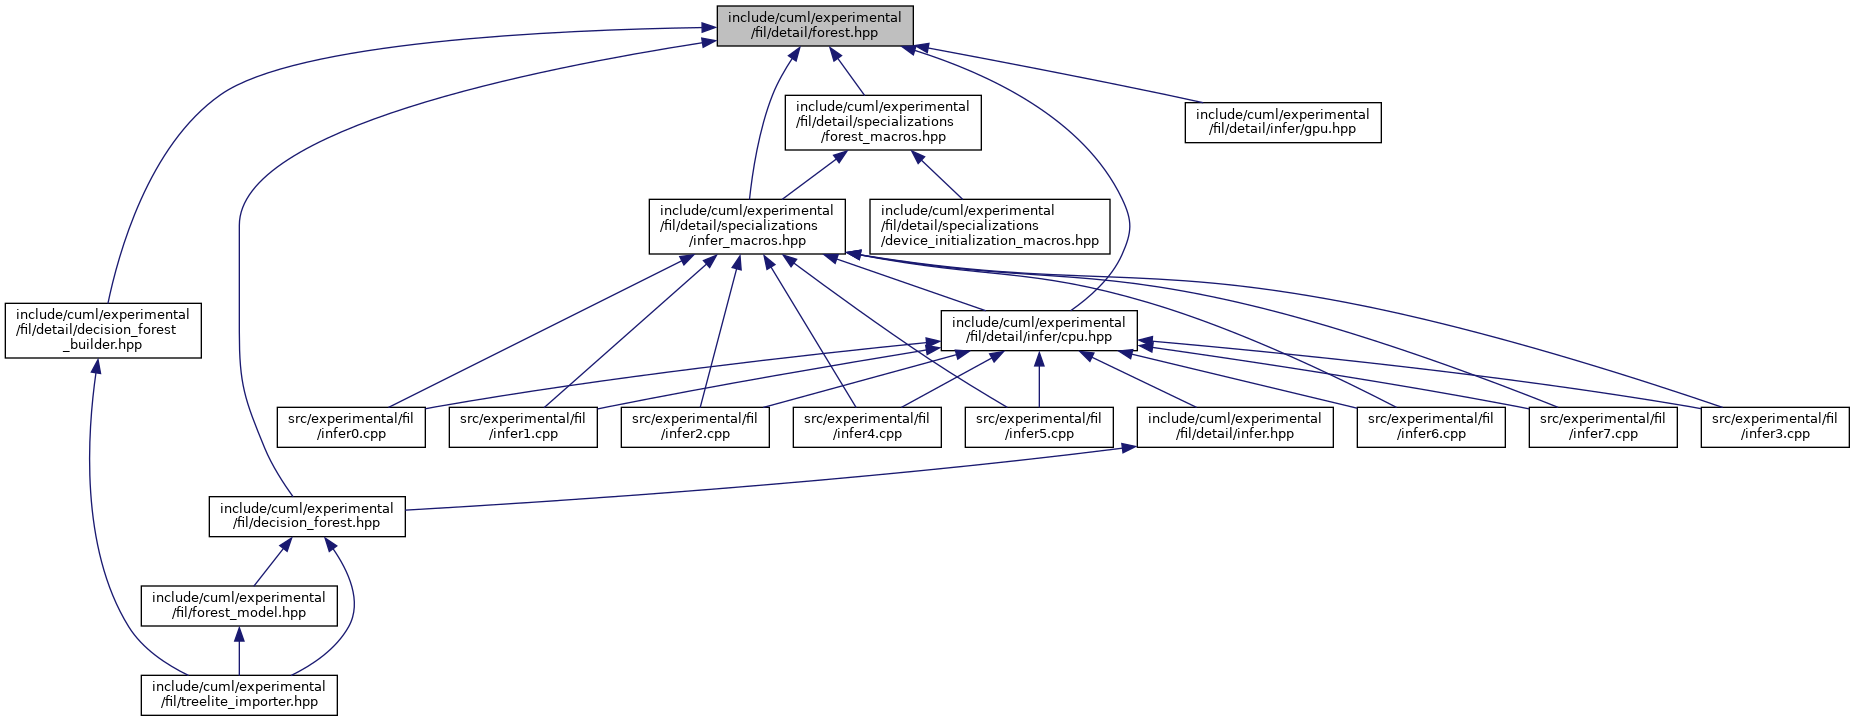 include/cuml/experimental
/fil/detail/forest.hpp
include/cuml/experimental
/fil/detail/specializations
/forest_macros.hpp
include/cuml/experimental
/fil/detail/infer/gpu.hpp
include/cuml/experimental
/fil/detail/specializations
/infer_macros.hpp
include/cuml/experimental
/fil/detail/specializations
/device_initialization_macros.hpp
include/cuml/experimental
/fil/detail/decision_forest
_builder.hpp
include/cuml/experimental
/fil/detail/infer/cpu.hpp
src/experimental/fil
/infer0.cpp
src/experimental/fil
/infer1.cpp
src/experimental/fil
/infer2.cpp
src/experimental/fil
/infer4.cpp
src/experimental/fil
/infer5.cpp
include/cuml/experimental
/fil/detail/infer.hpp
src/experimental/fil
/infer6.cpp
src/experimental/fil
/infer7.cpp
src/experimental/fil
/infer3.cpp
include/cuml/experimental
/fil/decision_forest.hpp
include/cuml/experimental
/fil/forest_model.hpp
include/cuml/experimental
/fil/treelite_importer.hpp